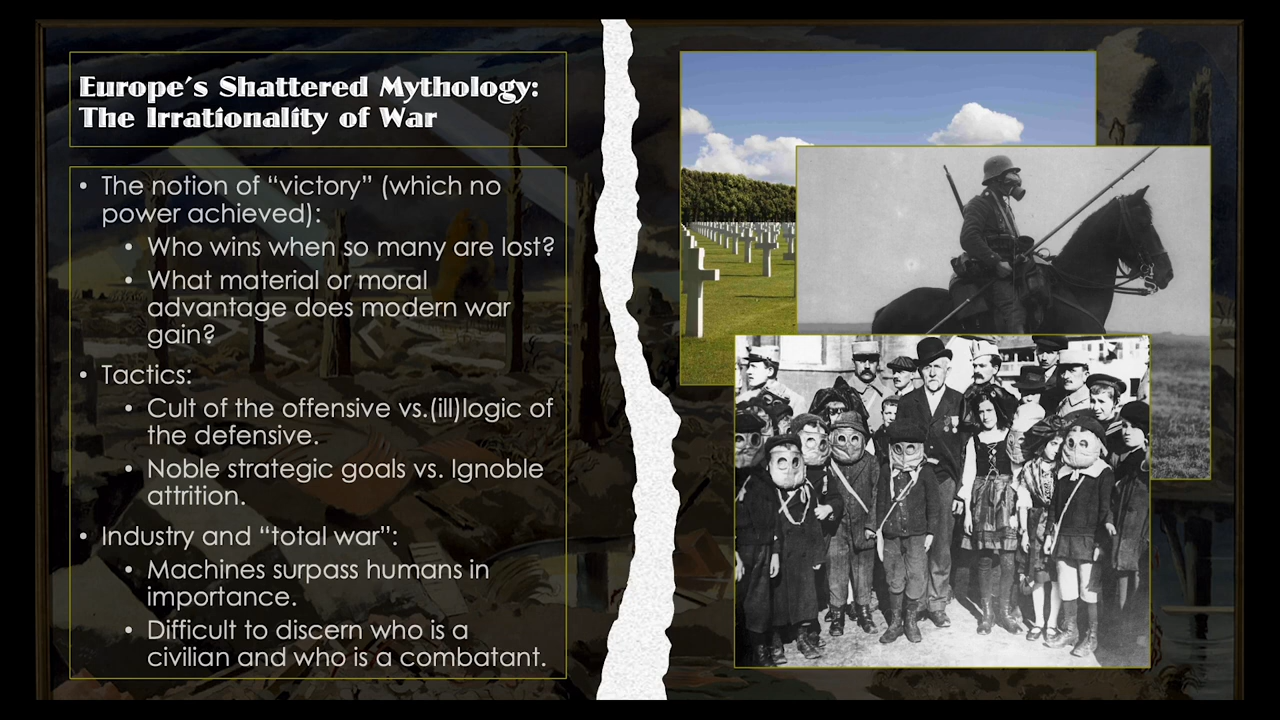 Europe´s Shattered Mythology:
The Irrationality of War
• The notion of “victory” (which no
power achieved):
• Who wins when so many are lost?
• What material or moral
advantage does modern war
gain?
• Tactics:
• Cult of the offensive vs.(ill)logic of
the defensive.
• Noble strategic goals vs. Ignoble
attrition.
• Industry and “total war”:
• Machines surpass humans in
importance.
• Difficult to discern who is a
civilian and who is a combatant.